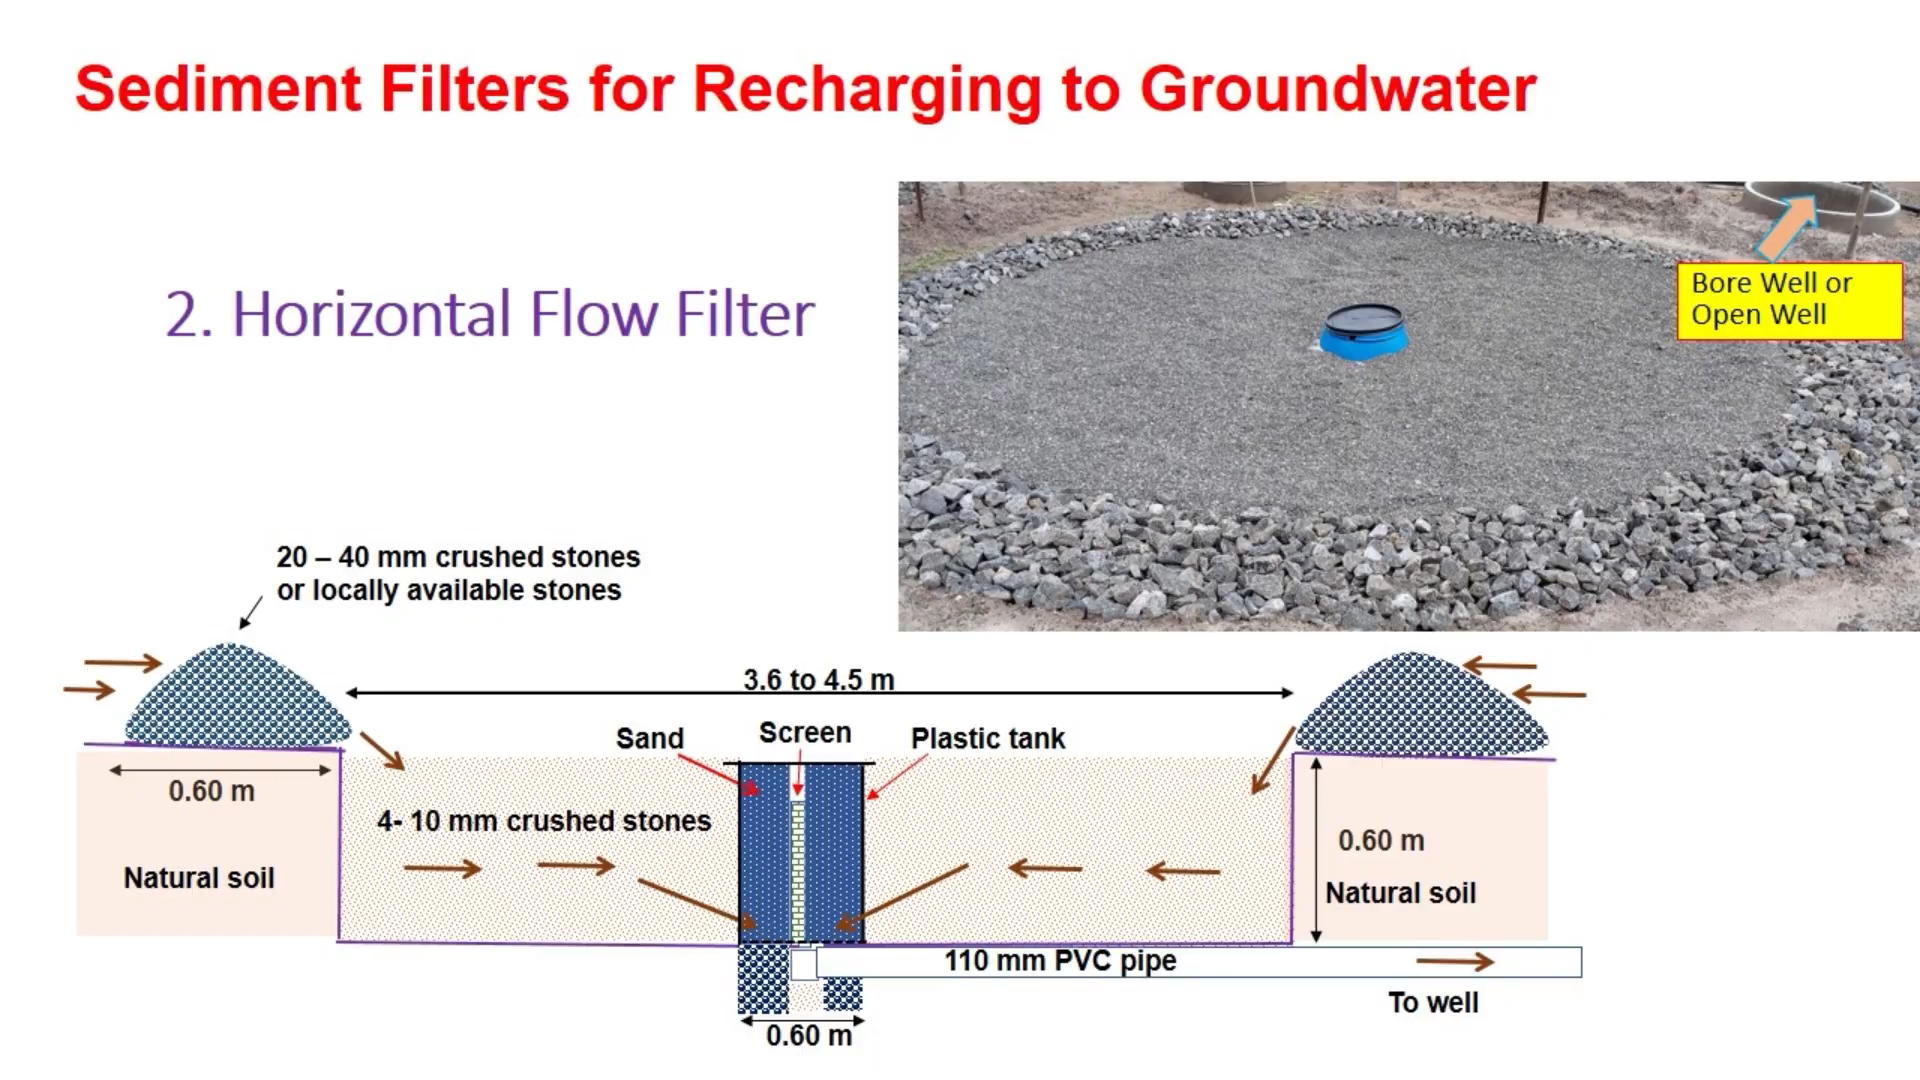 Sediment Filters for Recharging to Groundwater
2. Horizontal Flow Filter
Bore Well or
Open Well
20 – 40 mm crushed stones
or locally available stones
3.6 to 4.5 m
Sand
Screen
Plastic tank
0.60 m
4- 10 mm crushed stones
0.60 m
Natural soil
Natural soil
110 mm PVC pipe
To well
0.60 m